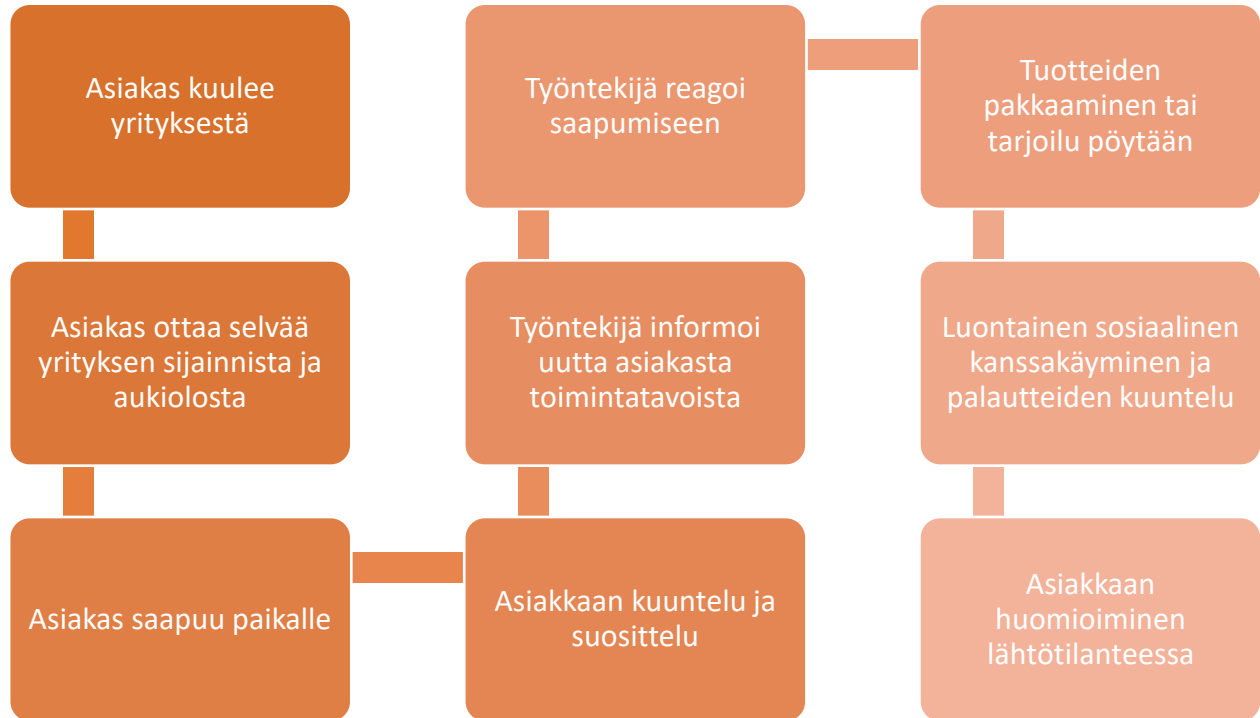 Asiakas kuulee
yrityksestä
Asiakas ottaa selvää
yrityksen sijainnista ja
aukiolosta
Asiakas saapuu paikalle
Asiakkaan kuuntelu ja
suosittelu
Työntekijä informoi
uutta asiakasta
toimintatavoista
Työntekijä reagoi
saapumiseen
Tuotteiden
pakkaaminen tai
tarjoilu pöytään
Luontainen sosiaalinen
kanssakäyminen ja
palautteiden kuuntelu
Asiakkaan
huomioiminen
lähtötilanteessa